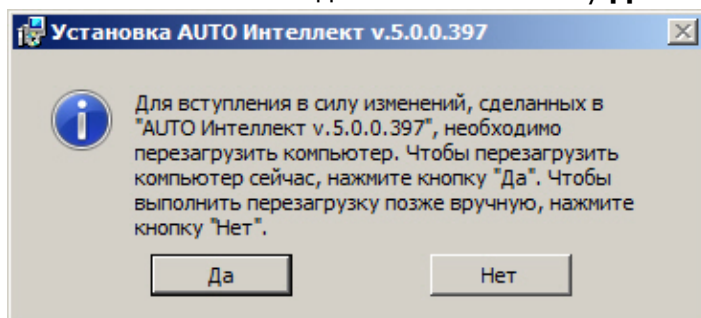 Установка AUTO Интеллект v.5.0.0.397
Для вступления в силу изменений, сделанных в
"AUTO Интеллект v.5.0.0.397", необходимо
перезагрузить компьютер. Чтобы перезагрузить
компьютер сейчас, нажмите кнопку "Да". Чтобы
выполнить перезагрузку позже вручную, нажмите
кнопку "Нет".
Да Нет